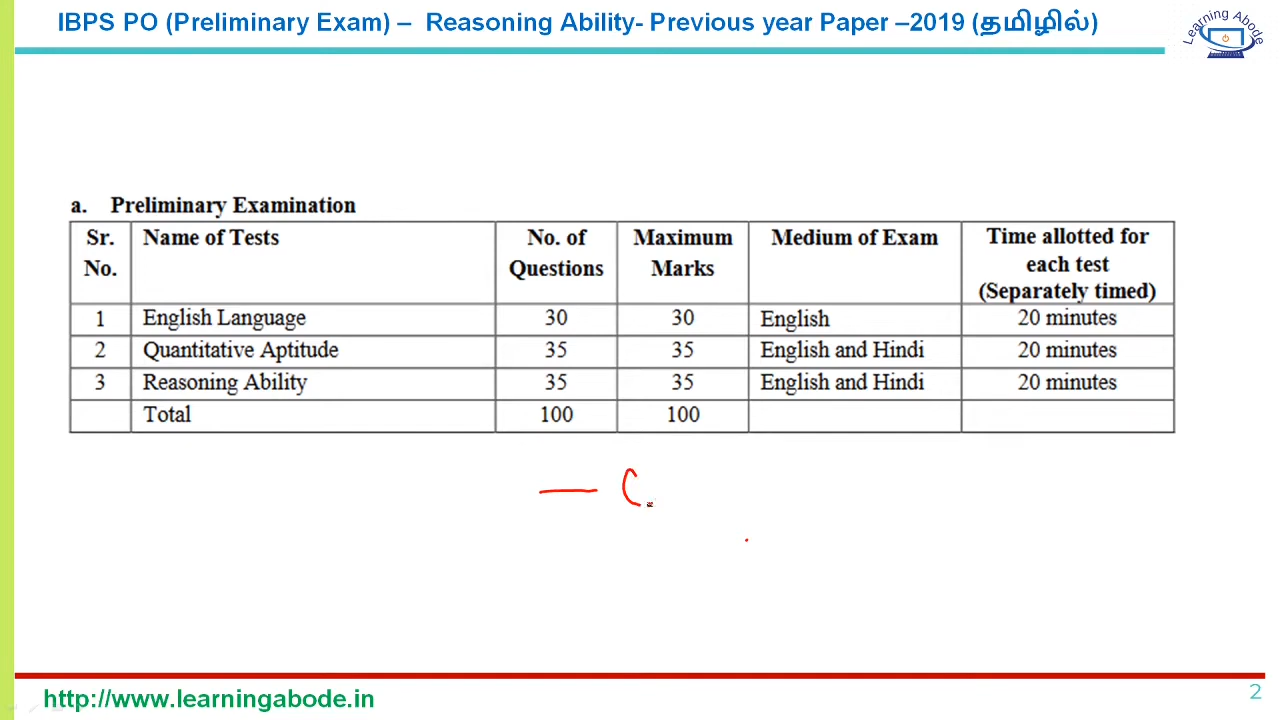 IBPS PO (Preliminary Exam) – Reasoning Ability- Previous year Paper –2019 (தமிழில்)
Learning Abode
a. Preliminary Examination
Sr. No. Name of Tests No. of Questions Maximum Marks Medium of Exam Time allotted for each test (Separately timed)
1 English Language 30 30 English 20 minutes
2 Quantitative Aptitude 35 35 English and Hindi 20 minutes
3 Reasoning Ability 35 35 English and Hindi 20 minutes
Total 100 100
http://www.learningabode.in
2